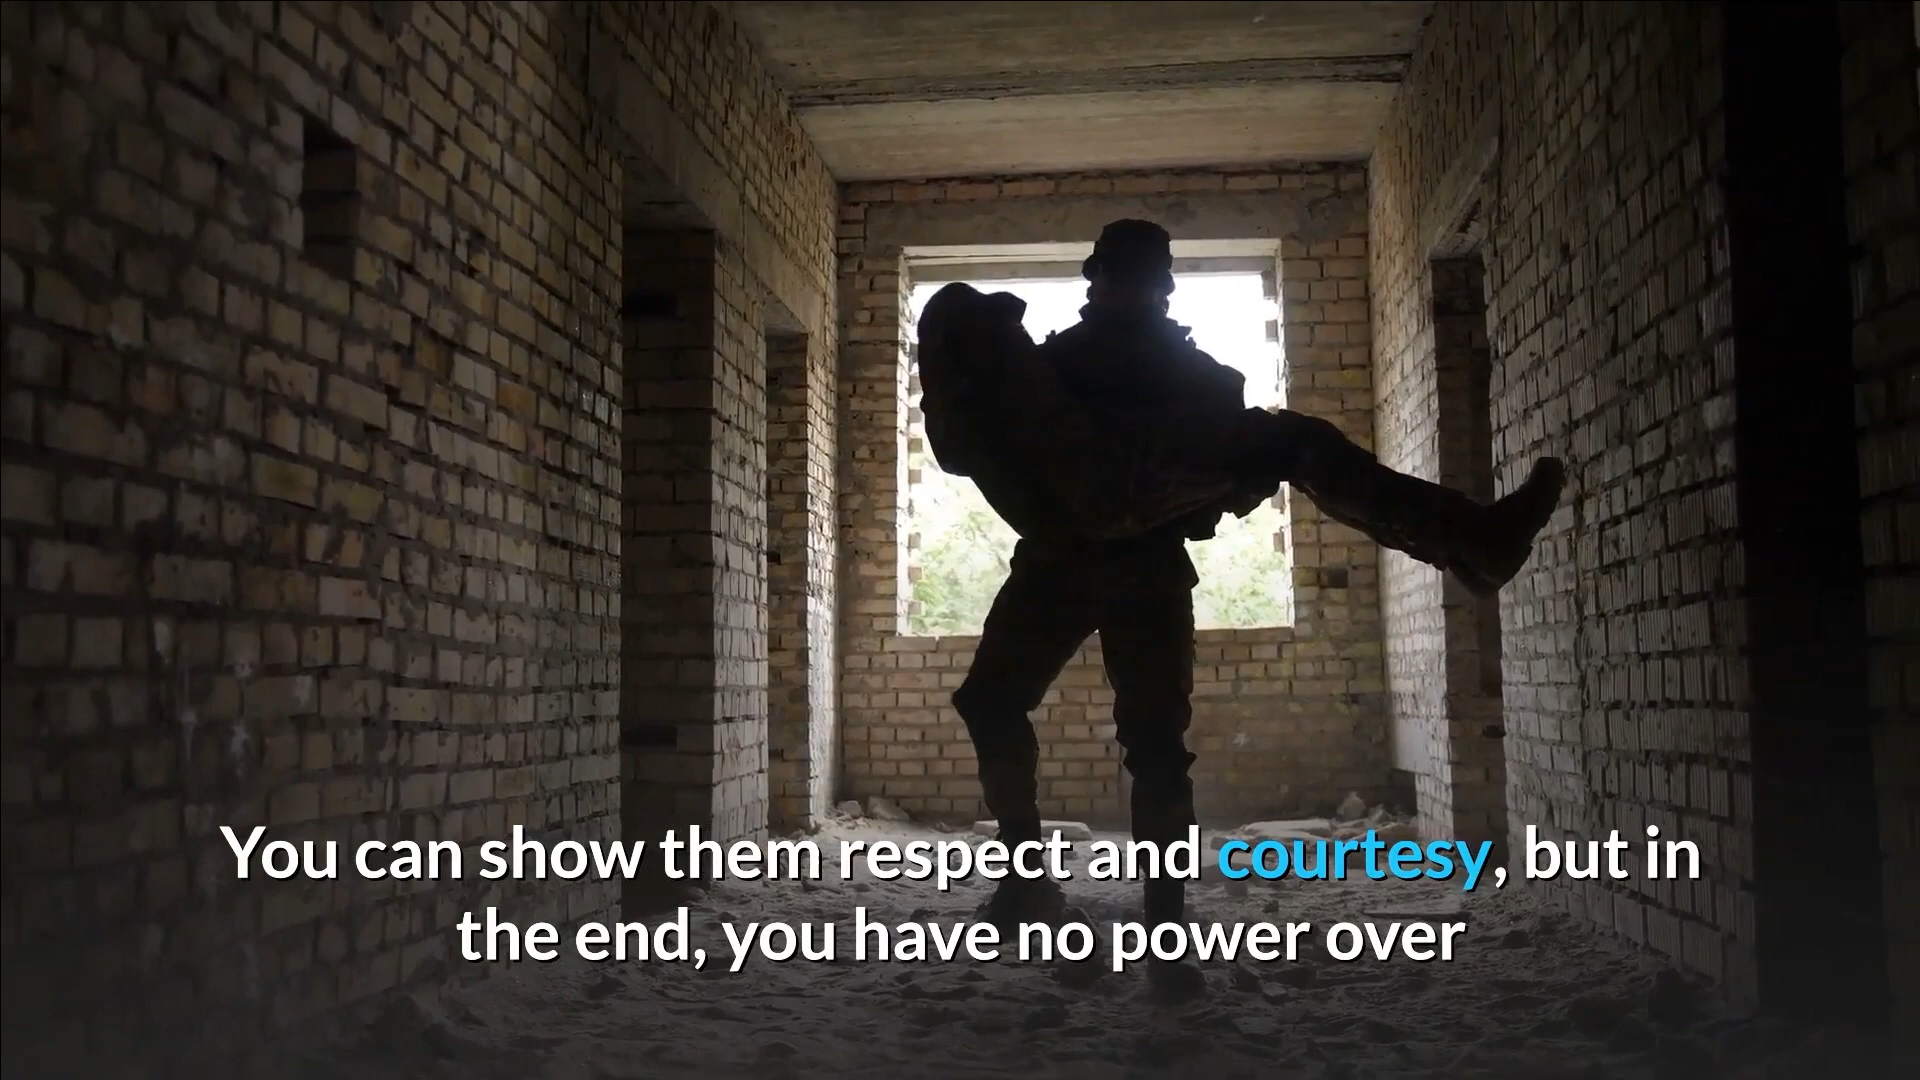 You can show them respect and courtesy, but in
the end, you have no power over